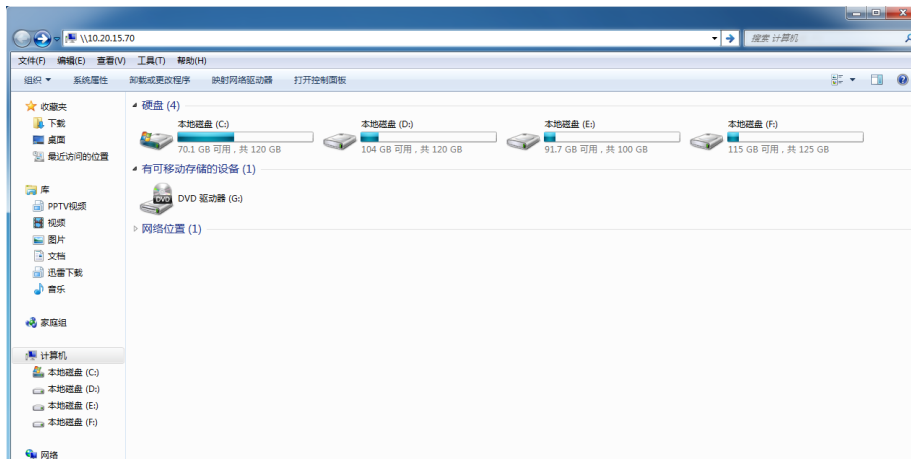 \\10.20.15.70
搜索 计算机
文件(F) 编辑(E) 查看(V) 工具(T) 帮助(H)
组织 系统属性 卸载或更改程序 映射网络驱动器 打开控制面板
收藏夹
下载
桌面
最近访问的位置
库
PPTV视频
视频
图片
文档
迅雷下载
音乐
家庭组
计算机
本地磁盘 (C:)
本地磁盘 (D:)
本地磁盘 (E:)
本地磁盘 (F:)
网络
硬盘 (4)
本地磁盘 (C:)
70.1 GB 可用，共 120 GB
本地磁盘 (D:)
104 GB 可用，共 120 GB
本地磁盘 (E:)
91.7 GB 可用，共 100 GB
本地磁盘 (F:)
115 GB 可用，共 125 GB
有可移动存储的设备 (1)
DVD
DVD 驱动器 (G:)
网络位置 (1)